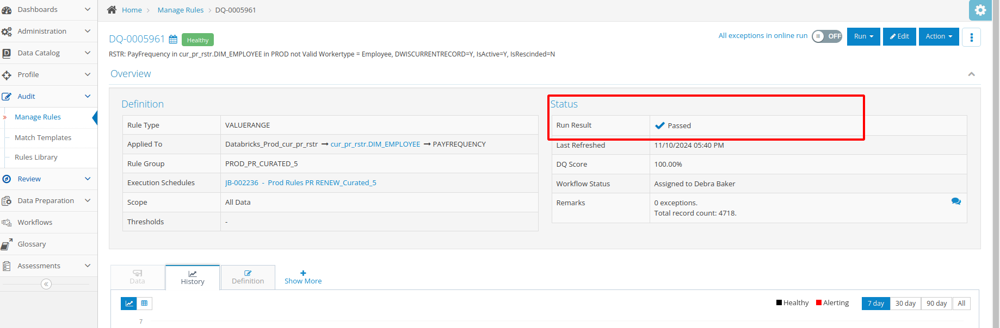 Dashboards
Administration
Data Catalog
Profile
Audit
Manage Rules
Match Templates
Rules Library
Review
Data Preparation
Workflows
Glossary
Assessments
Home > Manage Rules > DQ-0005961
DQ-0005961 Healthy
All exceptions in online run OFF Run Edit Action
RSTR: PayFrequency in cur_pr_rstr.DIM_EMPLOYEE in PROD not Valid Workertype = Employee, DWISCURRENTRECORD=Y, IsActive=Y, IsRescinded=N
Overview
Definition
Rule Type VALUERANGE
Applied To Databricks_Prod_cur_pr_rstr → cur_pr_rstr.DIM_EMPLOYEE → PAYFREQUENCY
Rule Group PROD_PR_CURATED_5
Execution Schedules JB-002236 - Prod Rules PR RENEW_Curated_5
Scope All Data
Thresholds -
Status
Run Result Passed
Last Refreshed 11/10/2024 05:40 PM
DQ Score 100.00%
Workflow Status Assigned to Debra Baker
Remarks 0 exceptions.
Total record count: 4718.
Data History Definition Show More
Healthy Alerting 7 day 30 day 90 day All
7